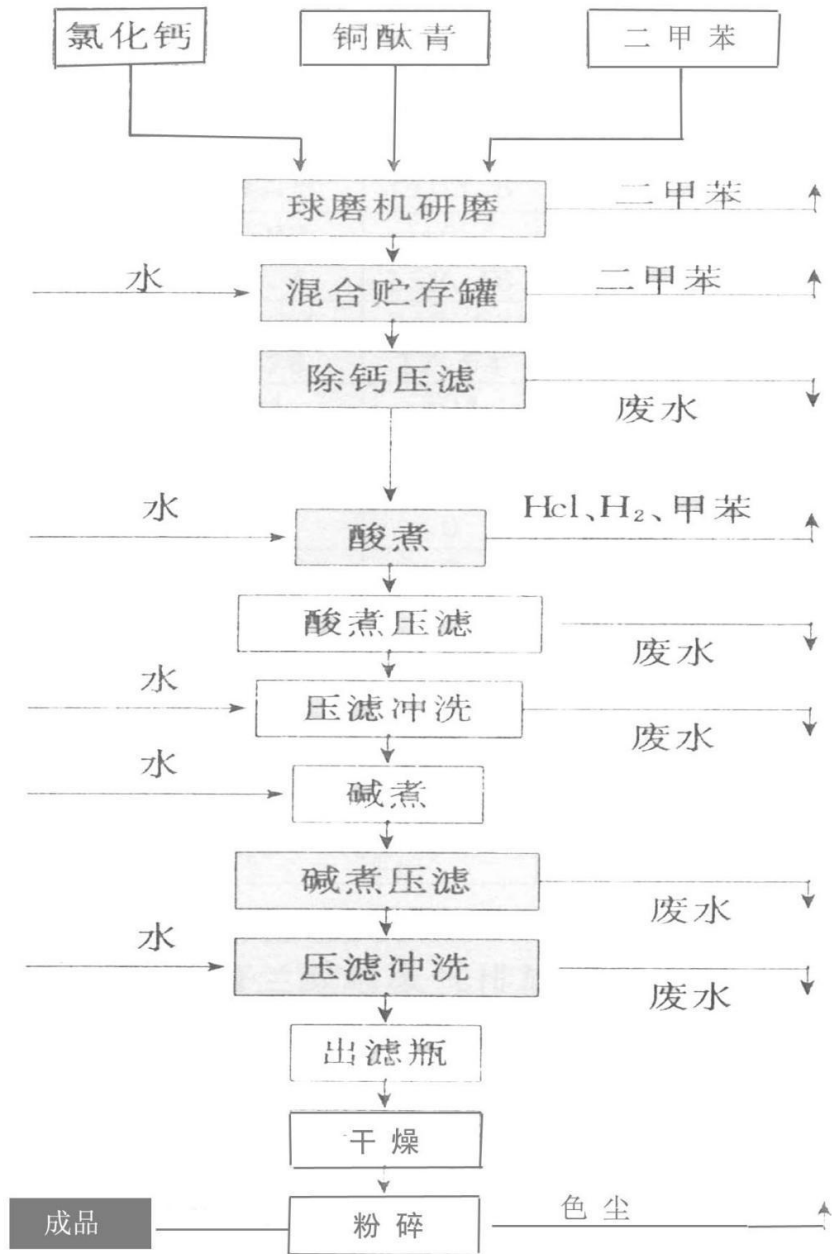 氯化钙 铜酞青 二甲苯
球磨机研磨 二甲苯
水 混合贮存罐 二甲苯
除钙压滤 废水
水 酸煮 Hcl、H₂、甲苯
酸煮压滤 废水
水 压滤冲洗 废水
水 碱煮
碱煮压滤 废水
水 压滤冲洗 废水
出滤瓶
干燥
成品 粉碎 色尘